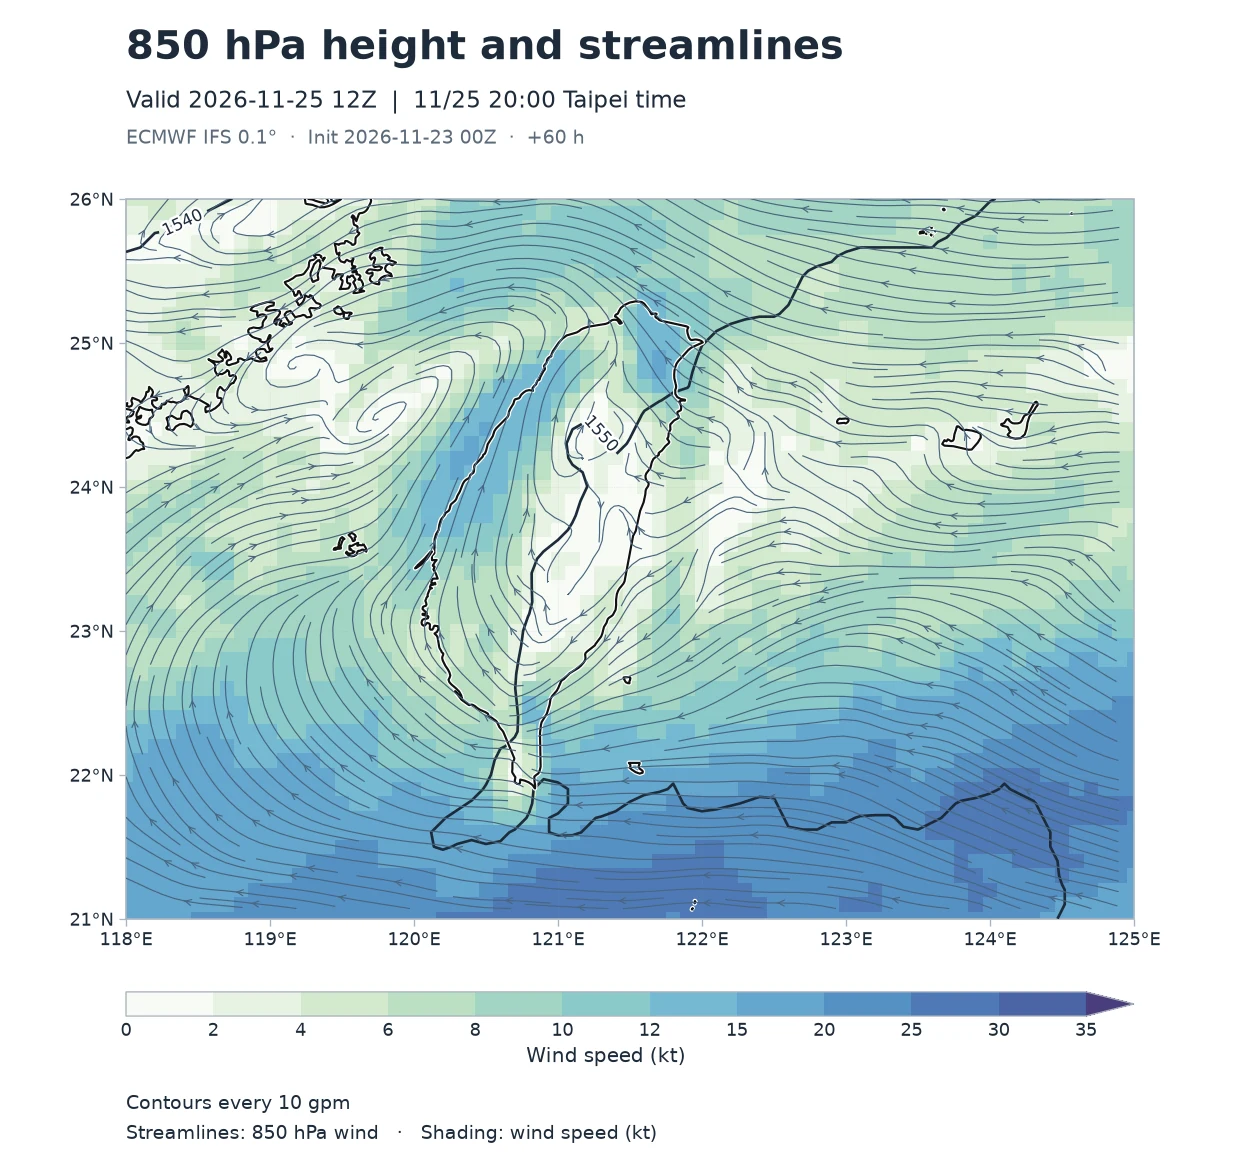 850 hPa height and streamlines
Valid 2026-11-25 12Z | 11/25 20:00 Taipei time
ECMWF IFS 0.1° · Init 2026-11-23 00Z · +60 h
26°N
1540
25°N
1550
24°N
23°N
22°N
21°N
118°E 119°E 120°E 121°E 122°E 123°E 124°E 125°E
0 2 4 6 8 10 12 15 20 25 30 35
Wind speed (kt)
Contours every 10 gpm
Streamlines: 850 hPa wind · Shading: wind speed (kt)